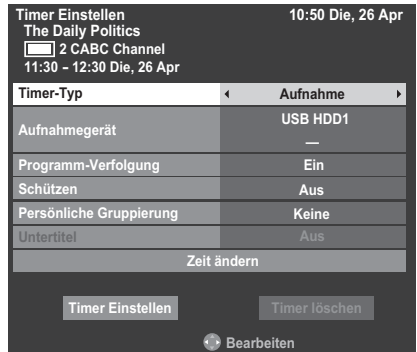 Timer Einstellen 10:50 Die, 26 Apr
The Daily Politics
2 CABC Channel
11:30 - 12:30 Die, 26 Apr
Timer-Typ Aufnahme
Aufnahmegerät USB HDD1
—
Programm-Verfolgung Ein
Schützen Aus
Persönliche Gruppierung Keine
Untertitel Aus
Zeit ändern
Timer Einstellen Timer löschen
Bearbeiten